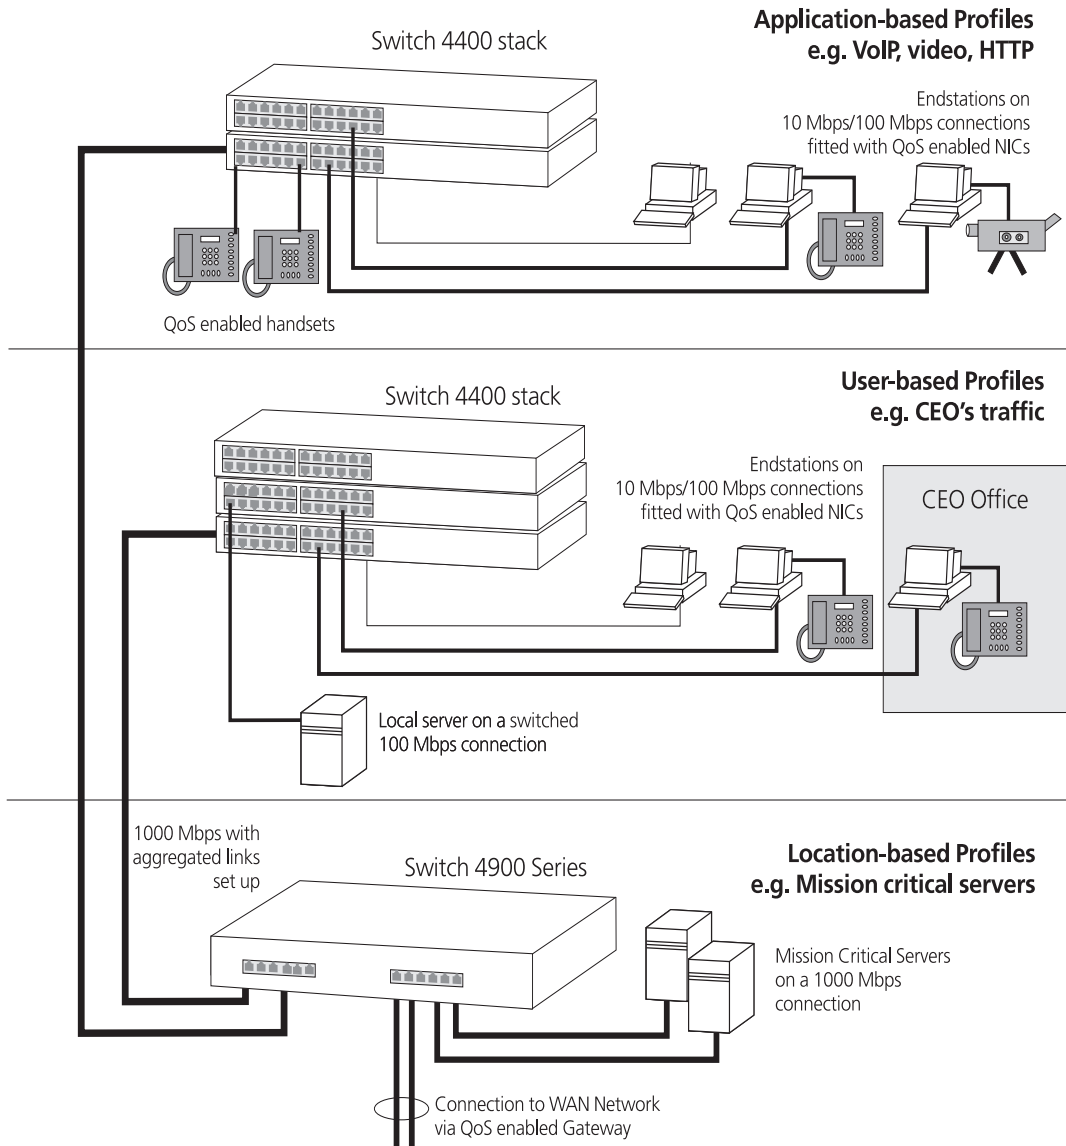 Application-based Profiles
e.g. VoIP, video, HTTP
Switch 4400 stack
Endstations on
10 Mbps/100 Mbps connections
fitted with QoS enabled NICs
QoS enabled handsets
User-based Profiles
e.g. CEO's traffic
Switch 4400 stack
Endstations on
10 Mbps/100 Mbps connections
fitted with QoS enabled NICs
CEO Office
Local server on a switched
100 Mbps connection
1000 Mbps with
aggregated links
set up
Switch 4900 Series
Location-based Profiles
e.g. Mission critical servers
Mission Critical Servers
on a 1000 Mbps
connection
Connection to WAN Network
via QoS enabled Gateway